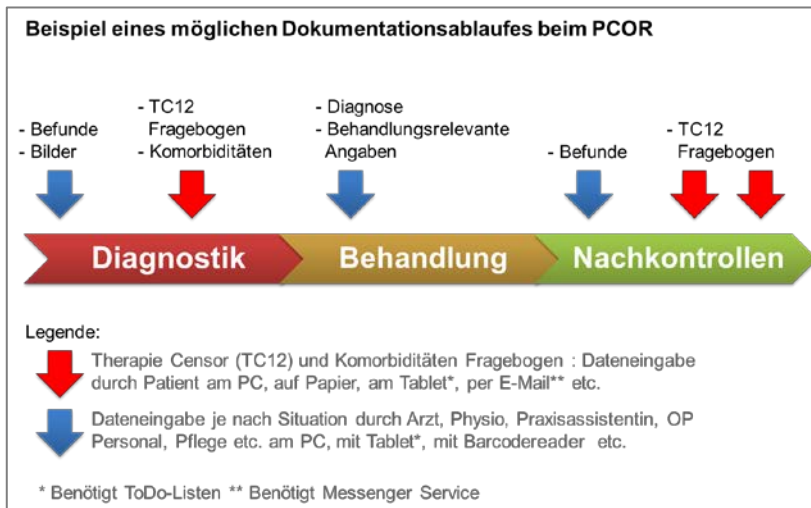 Beispiel eines möglichen Dokumentationsablaufes beim PCOR
- Befunde
- Bilder
- TC12
Fragebogen
- Komorbiditäten
- Diagnose
- Behandlungsrelevante
Angaben
- Befunde
- TC12
Fragebogen
Diagnostik
Behandlung
Nachkontrollen
Legende:
Therapie Censor (TC12) und Komorbiditäten Fragebogen : Dateneingabe
durch Patient am PC, auf Papier, am Tablet*, per E-Mail** etc.
Dateneingabe je nach Situation durch Arzt, Physio, Praxisassistentin, OP
Personal, Pflege etc. am PC, mit Tablet*, mit Barcodereader etc.
* Benötigt ToDo-Listen ** Benötigt Messenger Service